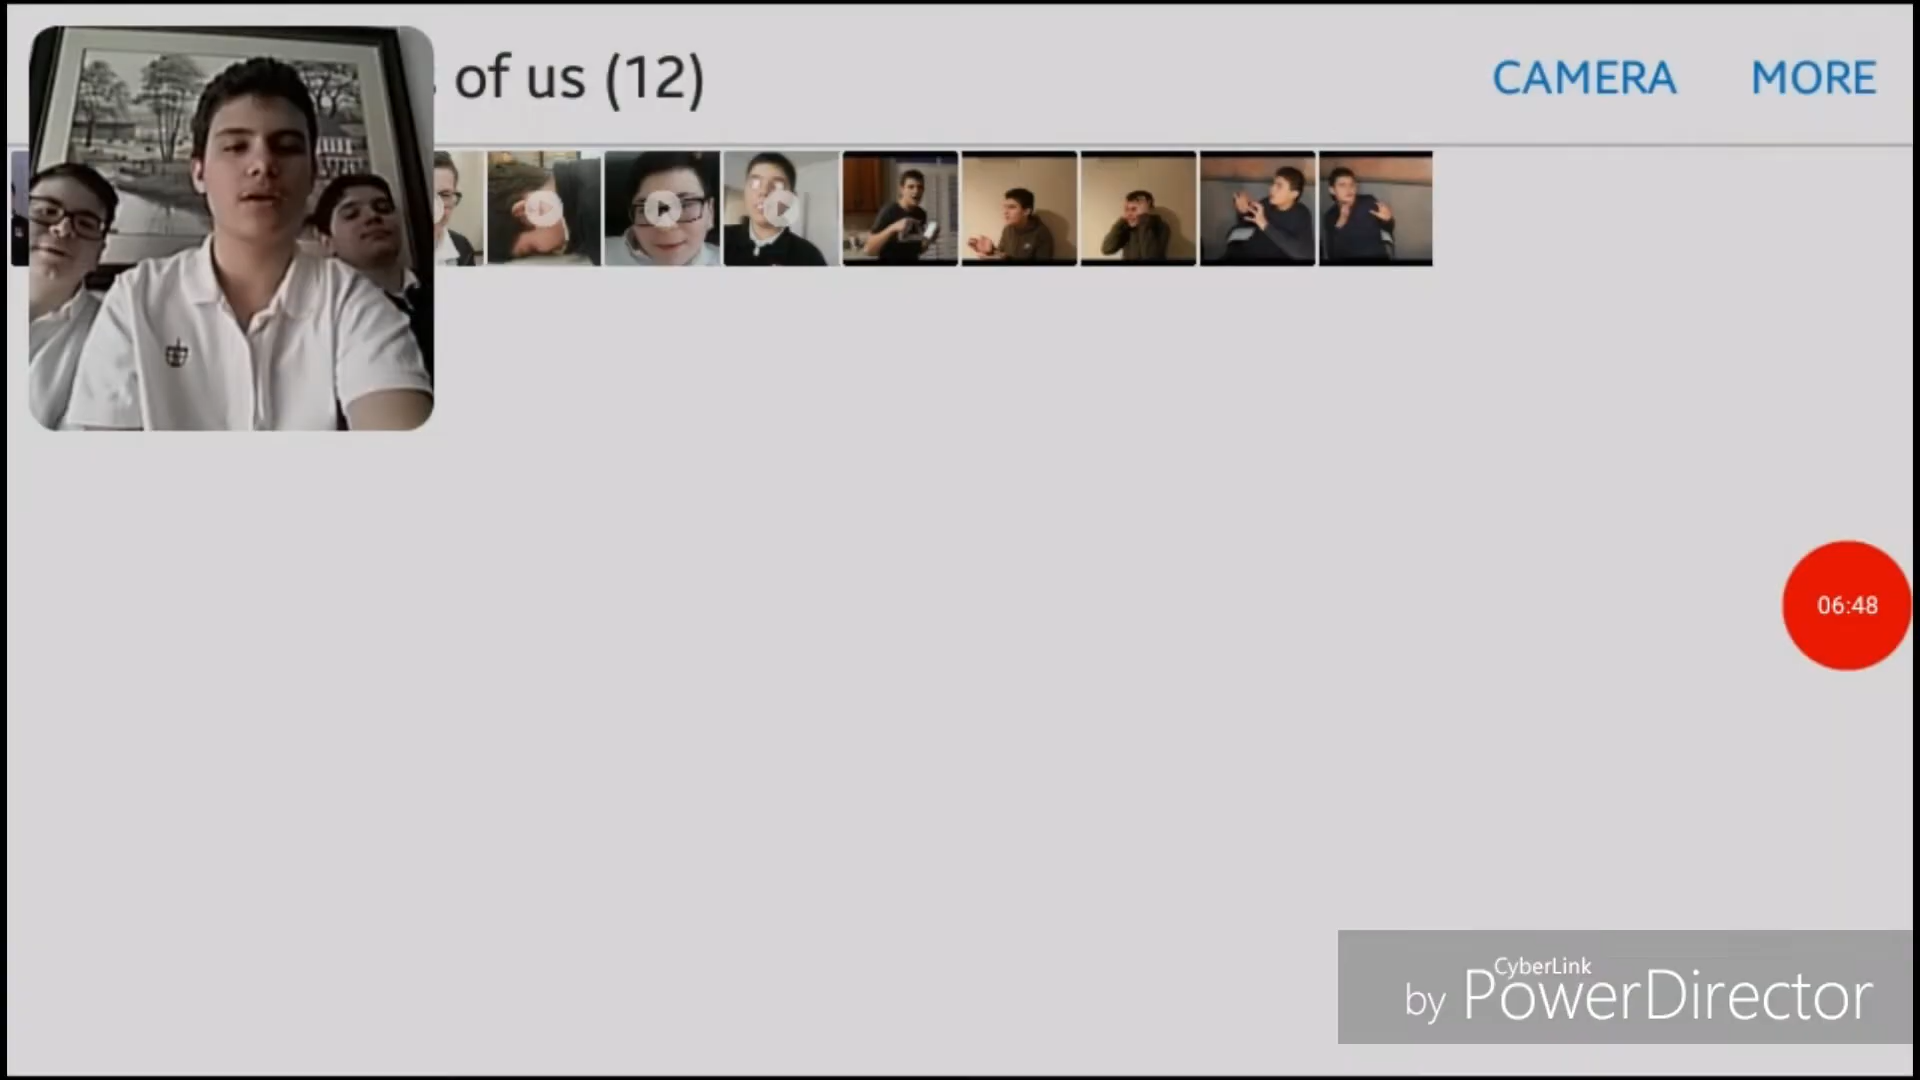 of us (12)
CAMERA
MORE
06:48
CyberLink
by PowerDirector